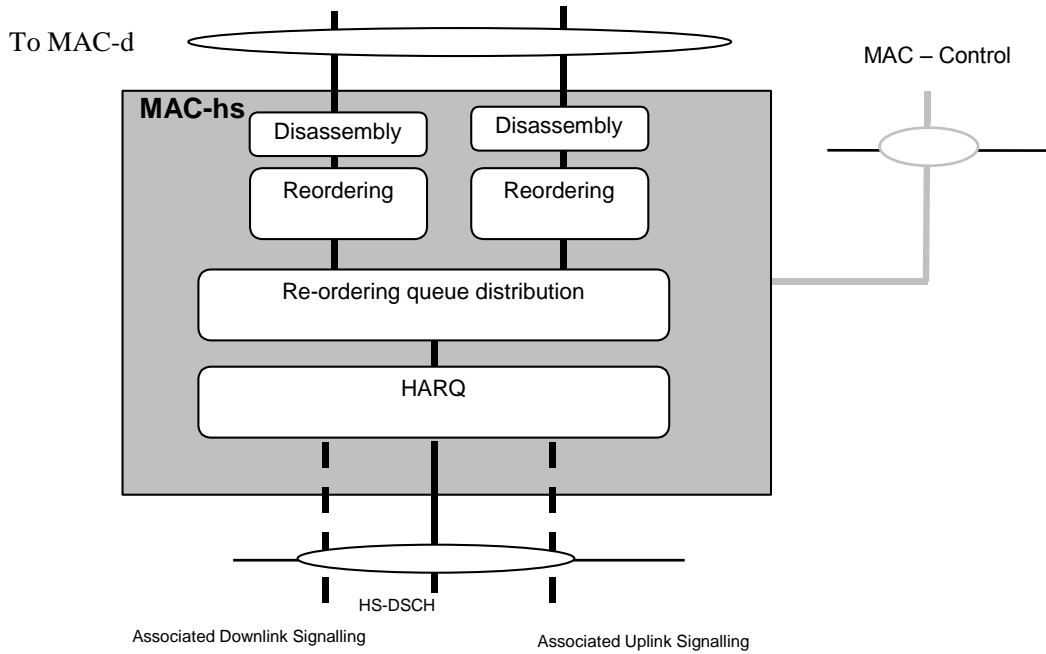 To MAC-d
MAC – Control
MAC-hs
Disassembly
Disassembly
Reordering
Reordering
Re-ordering queue distribution
HARQ
HS-DSCH
Associated Downlink Signalling
Associated Uplink Signalling